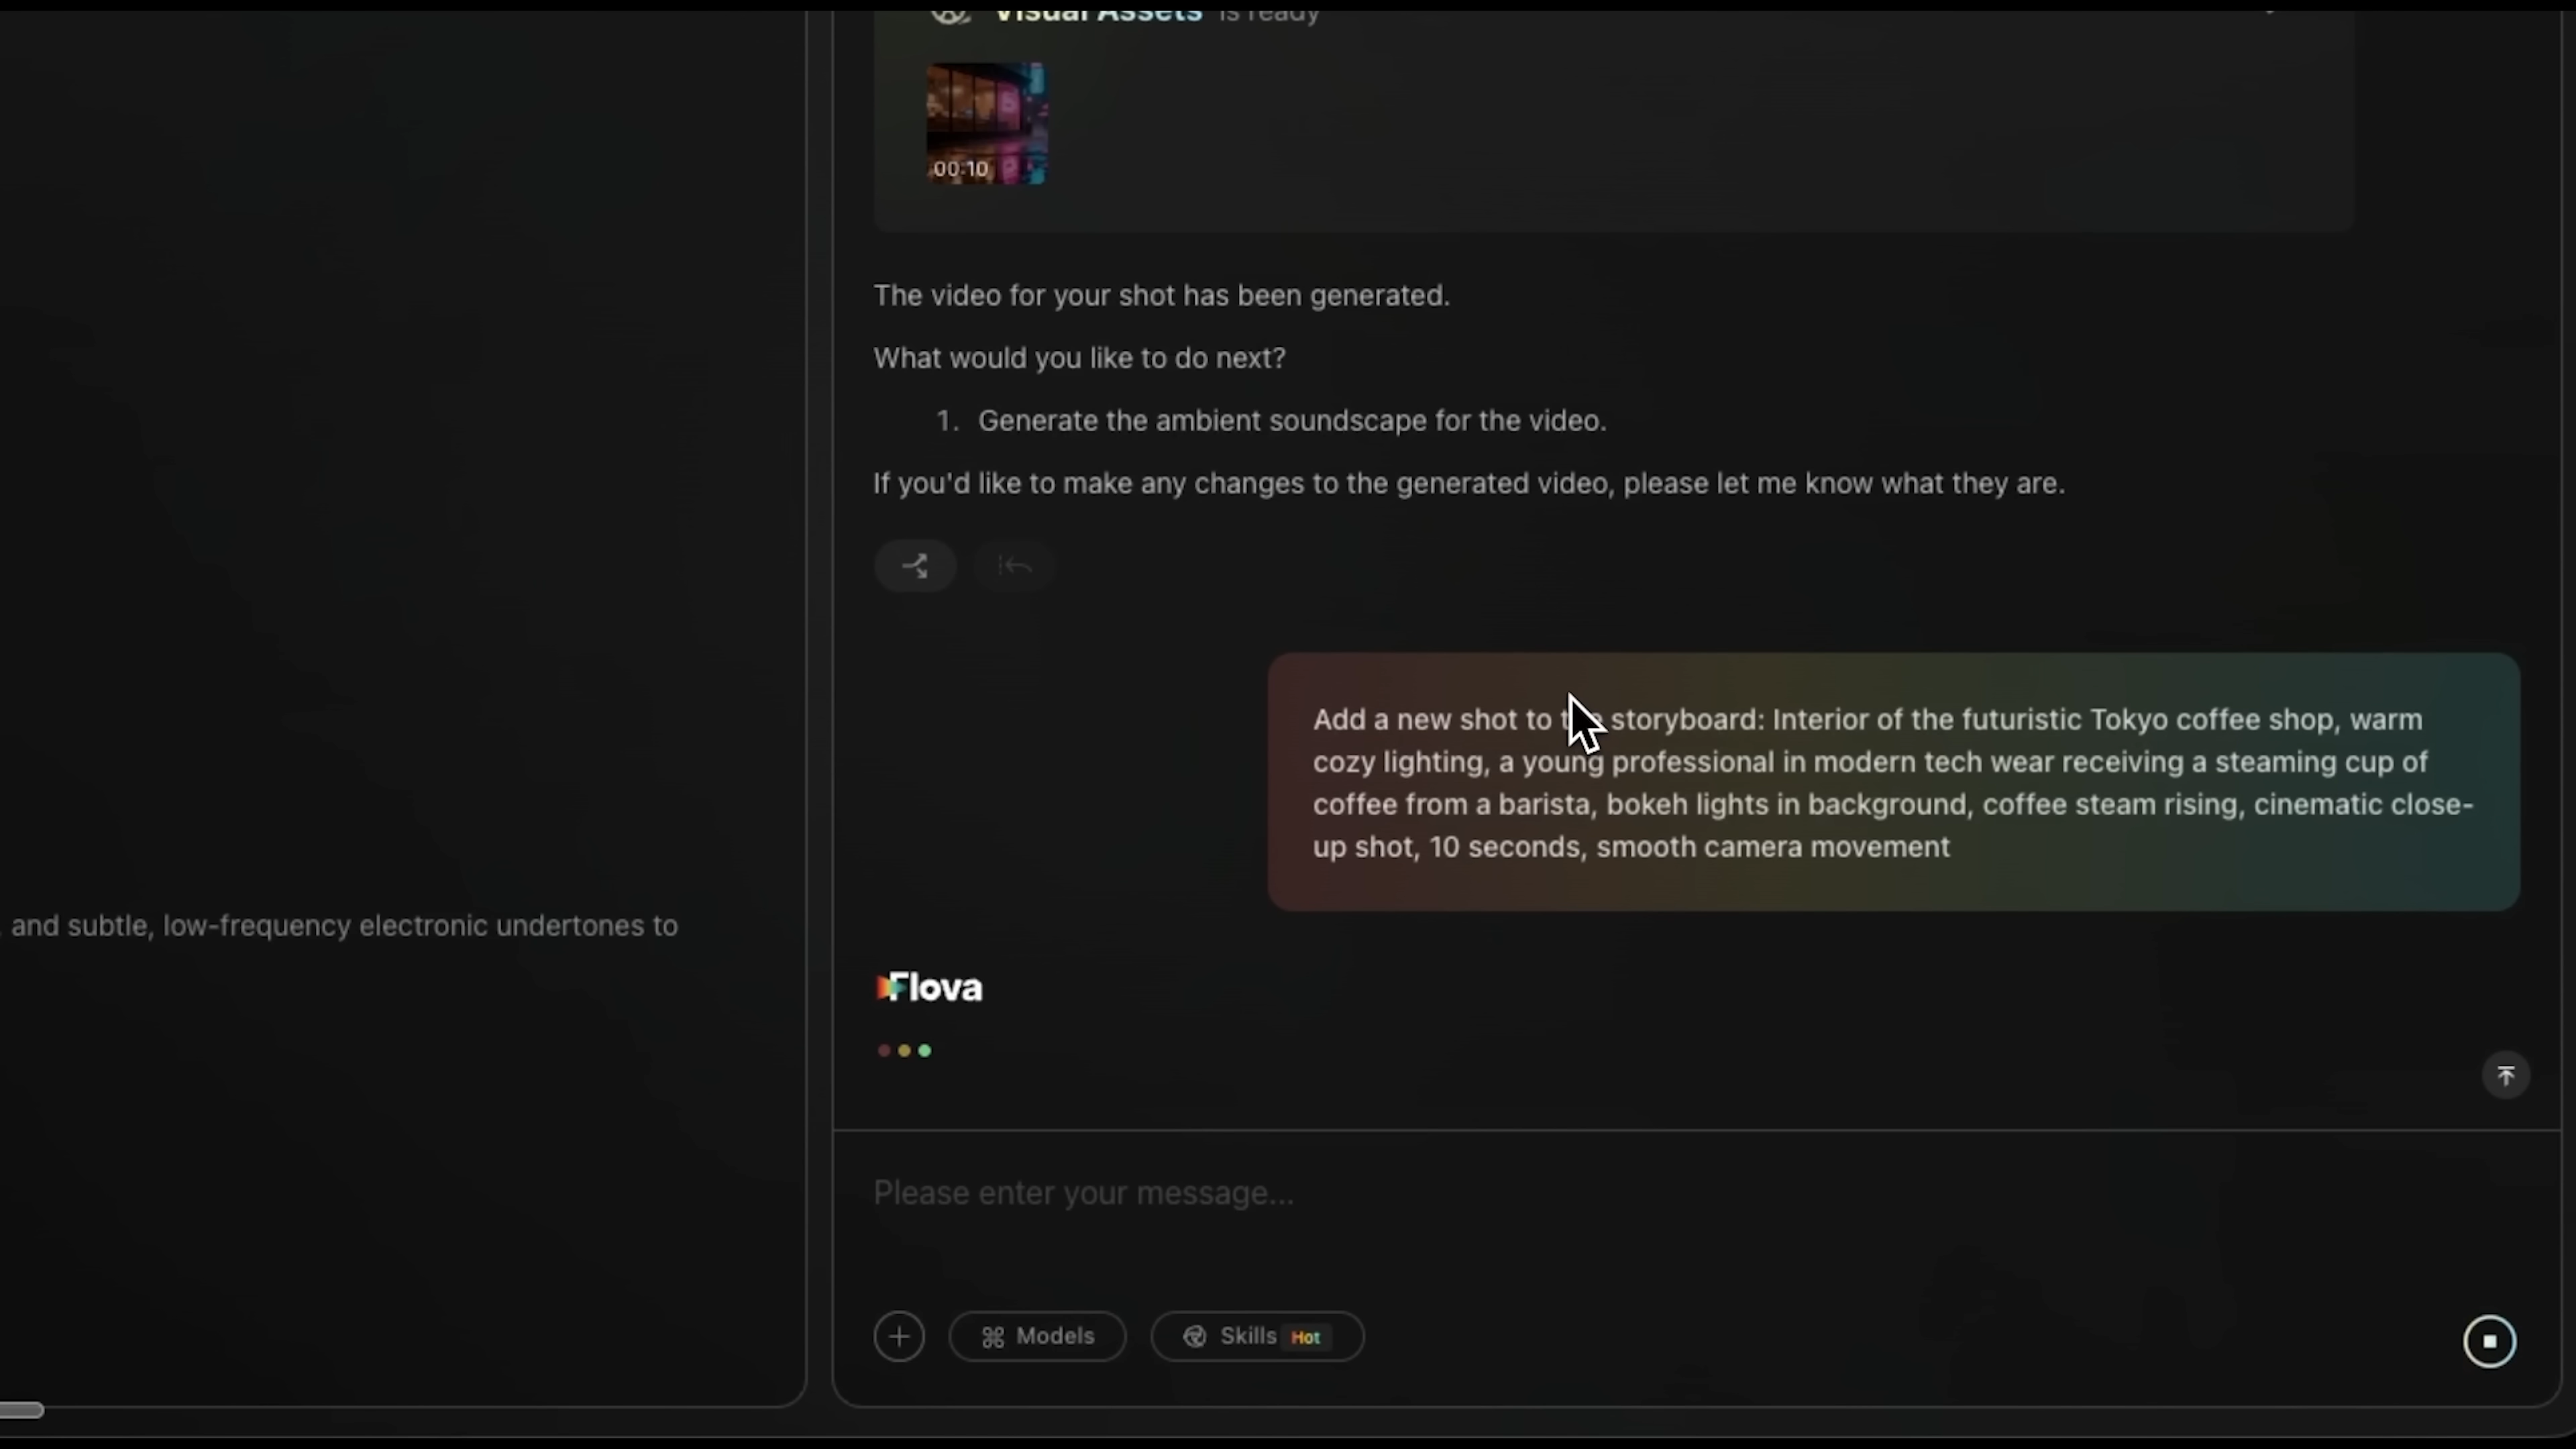 Visual Assets is ready
00:10
The video for your shot has been generated.
What would you like to do next?
1. Generate the ambient soundscape for the video.
If you'd like to make any changes to the generated video, please let me know what they are.
Add a new shot to the storyboard: Interior of the futuristic Tokyo coffee shop, warm
cozy lighting, a young professional in modern tech wear receiving a steaming cup of
coffee from a barista, bokeh lights in background, coffee steam rising, cinematic close-
up shot, 10 seconds, smooth camera movement
and subtle, low-frequency electronic undertones to
Flova
Please enter your message...
Models
Skills Hot